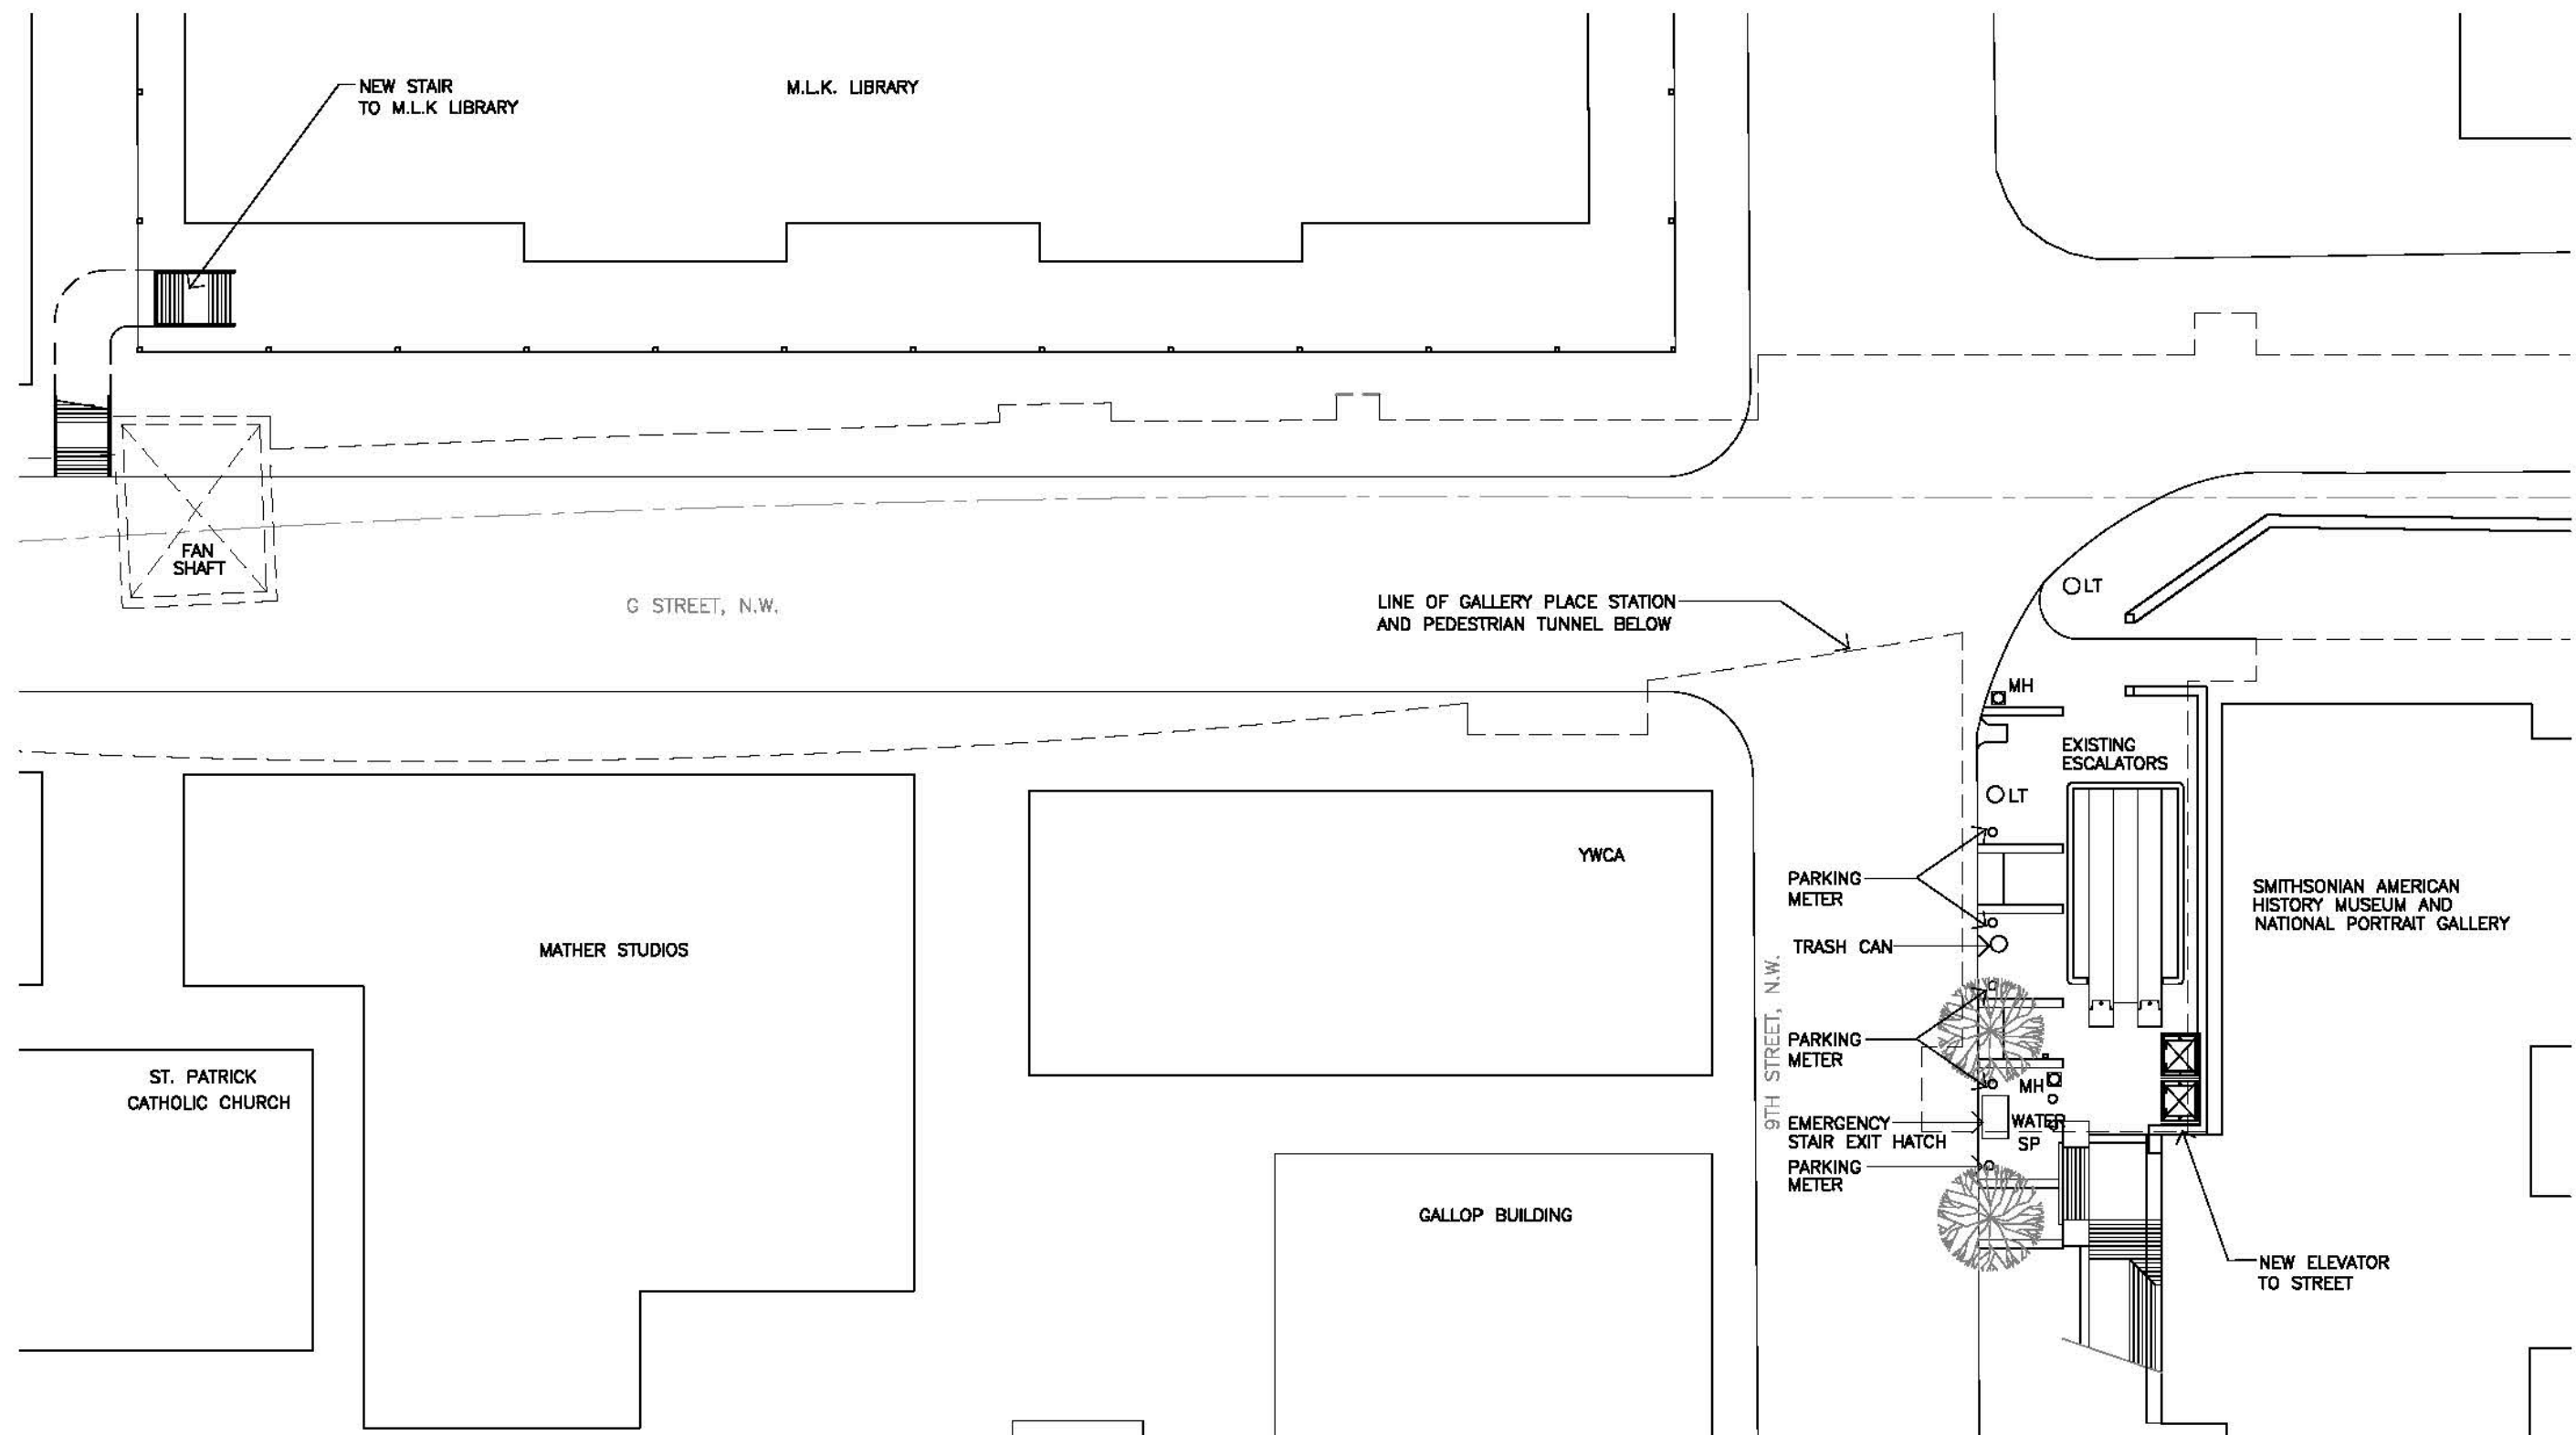 NEW STAIR
TO M.L.K LIBRARY
M.L.K. LIBRARY
FAN
SHAFT
G STREET, N.W.
LINE OF GALLERY PLACE STATION
AND PEDESTRIAN TUNNEL BELOW
LT
MH
EXISTING
ESCALATORS
LT
YWCA
PARKING
METER
SMITHSONIAN AMERICAN
HISTORY MUSEUM AND
NATIONAL PORTRAIT GALLERY
MATHER STUDIOS
TRASH CAN
9TH STREET, N.W.
PARKING
METER
ST. PATRICK
CATHOLIC CHURCH
MH
EMERGENCY
STAIR EXIT HATCH
WATER
SP
PARKING
METER
GALLOP BUILDING
NEW ELEVATOR
TO STREET